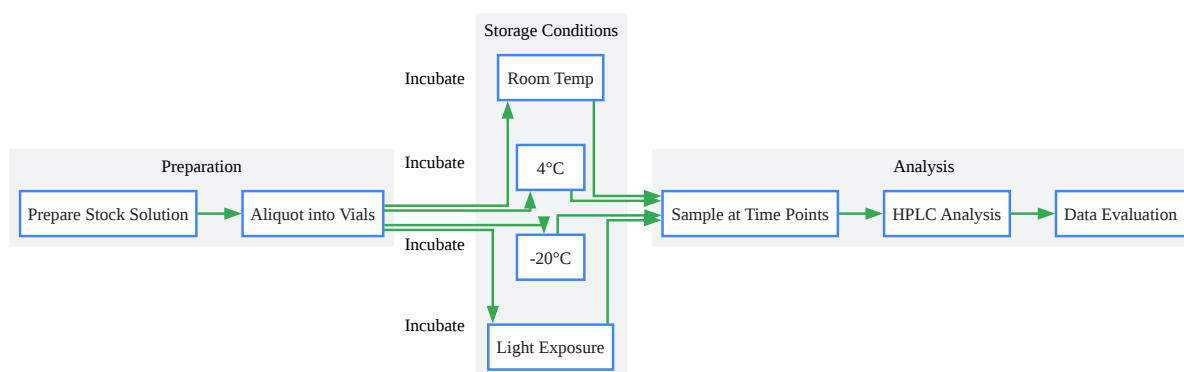 Storage Conditions
Incubate
Room Temp
Incubate
4°C
Preparation
Analysis
Prepare Stock Solution
Aliquot into Vials
Sample at Time Points
HPLC Analysis
Data Evaluation
Incubate
-20°C
Incubate
Light Exposure